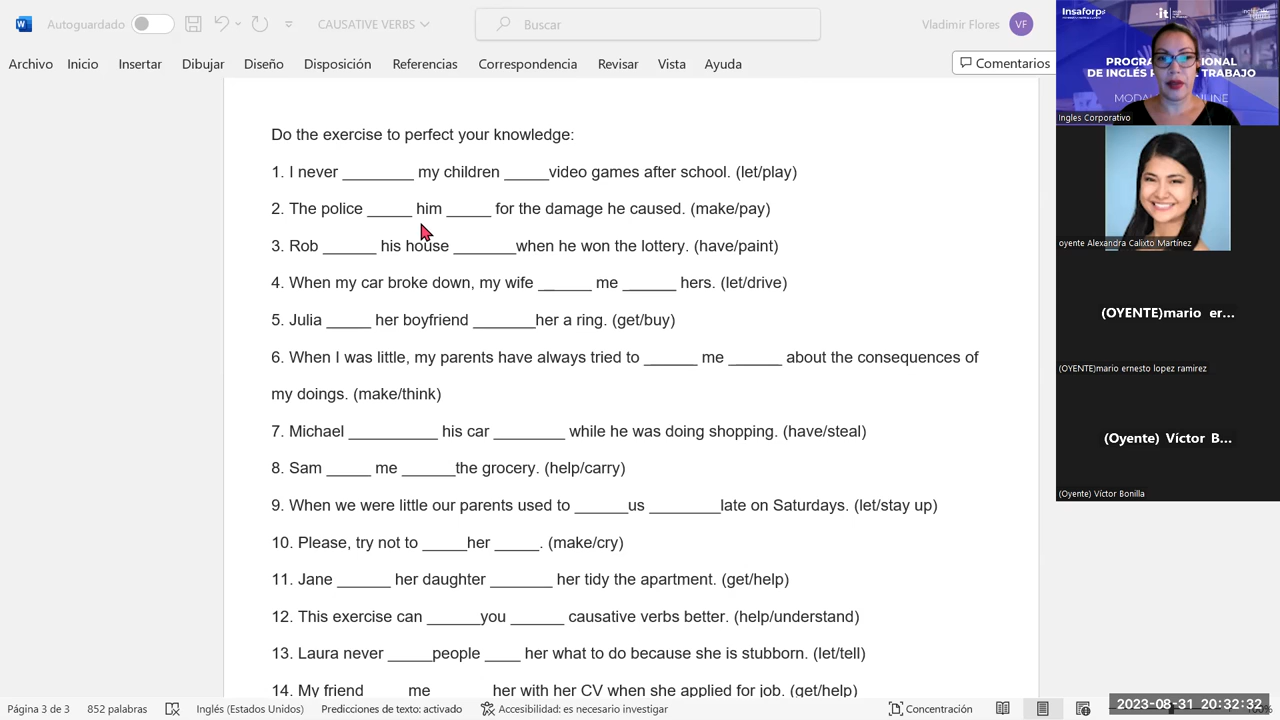 Autoguardado
CAUSATIVE VERBS
Buscar
Vladimir Flores
VF
Archivo
Inicio
Insertar
Dibujar
Diseño
Disposición
Referencias
Correspondencia
Revisar
Vista
Ayuda
Comentarios
Do the exercise to perfect your knowledge:
1. I never ________ my children _____video games after school. (let/play)
2. The police _____ him _____ for the damage he caused. (make/pay)
3. Rob ______ his house _______when he won the lottery. (have/paint)
4. When my car broke down, my wife ______ me ______ hers. (let/drive)
5. Julia _____ her boyfriend _______her a ring. (get/buy)
6. When I was little, my parents have always tried to ______ me ______ about the consequences of
my doings. (make/think)
7. Michael __________ his car ________ while he was doing shopping. (have/steal)
8. Sam _____ me ______the grocery. (help/carry)
9. When we were little our parents used to ______us ________late on Saturdays. (let/stay up)
10. Please, try not to _____her _____. (make/cry)
11. Jane ______ her daughter _______ her tidy the apartment. (get/help)
12. This exercise can ______you ______ causative verbs better. (help/understand)
13. Laura never _____people ____ her what to do because she is stubborn. (let/tell)
14. My friend _____ me _______ her with her CV when she applied for job. (get/help)
Insaforp
PROGRA IONAL
DE INGLÉS P L TRABAJO
MODA NLINE
Ingles Corporativo
oyente Alexandra Calixto Martínez
(OYENTE)mario er...
(OYENTE)mario ernesto lopez ramirez
(Oyente) Víctor B...
(Oyente) Víctor Bonilla
Página 3 de 3
852 palabras
Inglés (Estados Unidos)
Predicciones de texto: activado
Accesibilidad: es necesario investigar
Concentración
2023-08-31 20:32:32